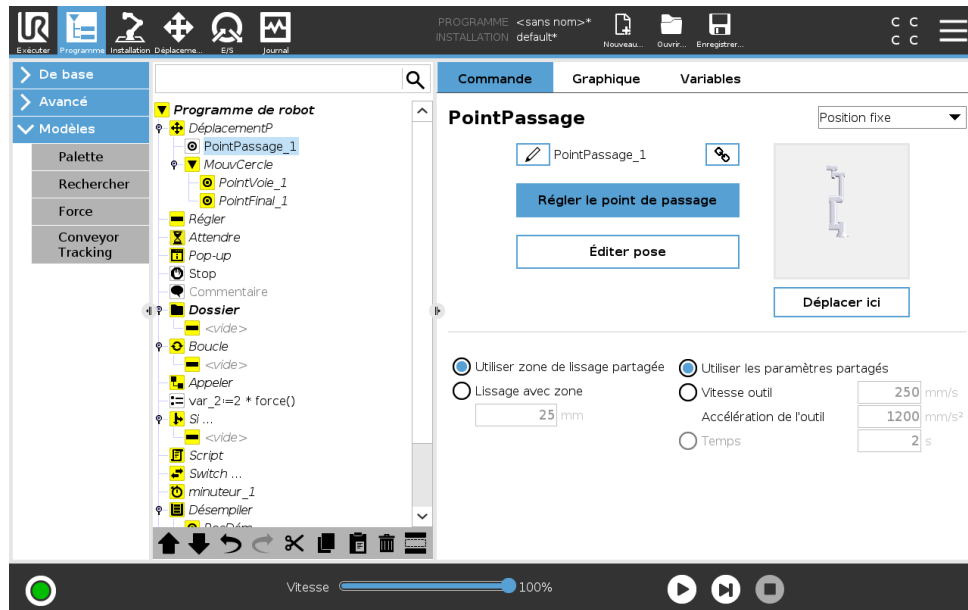 UR
Exécuter
Programme
Installation
Déplaceme...
E/S
Journal
PROGRAMME <sans nom>*
INSTALLATION default*
Nouveau...
Ouvrir...
Enregistrer...
C C
C C
De base
Avancé
Modèles
Palette
Rechercher
Force
Conveyor
Tracking
Programme de robot
DéplacementP
PointPassage_1
MouvCercle
PointVoie_1
PointFinal_1
Régler
Attendre
Pop-up
Stop
Commentaire
Dossier
<vide>
Boucle
<vide>
Appeler
var_2≔2 * force()
Si ...
<vide>
Script
Switch ...
minuteur_1
Désempiler
Commande
Graphique
Variables
PointPassage
Position fixe
PointPassage_1
Régler le point de passage
Éditer pose
Déplacer ici
Utiliser zone de lissage partagée
Lissage avec zone
25 mm
Utiliser les paramètres partagés
Vitesse outil 250 mm/s
Accélération de l'outil 1200 mm/s²
Temps 2 s
Vitesse 100%